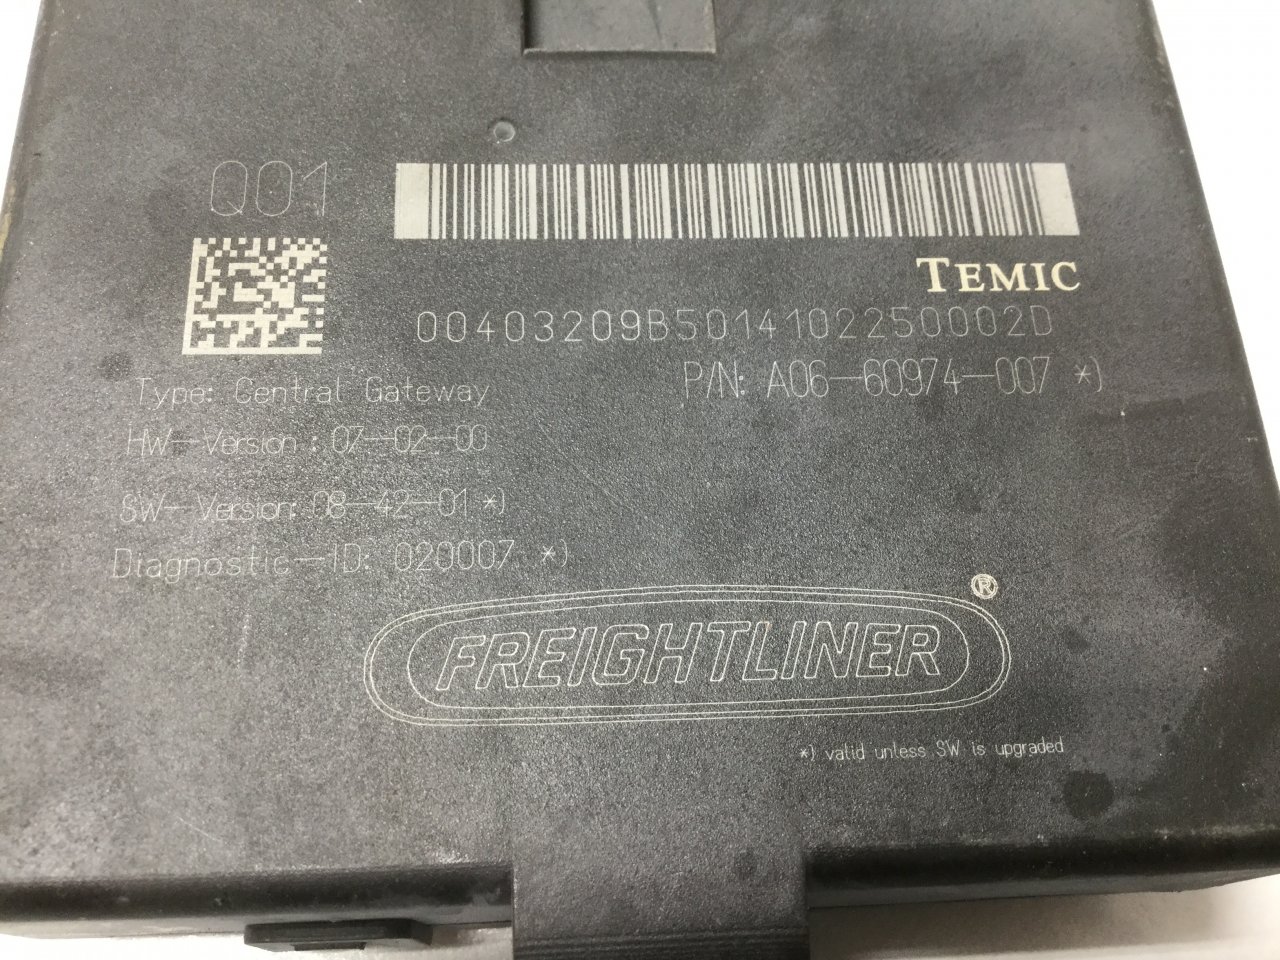 Q01
TEMIC
00403209B5014102250002D
P/N: A06-60974-007 *)
Type: Central Gateway
HW-Version : 07-02-00
SW-Version: 08-42-01 *)
Diagnostic-ID: 020007 *)
FREIGHTLINER ®
*) valid unless SW is upgraded